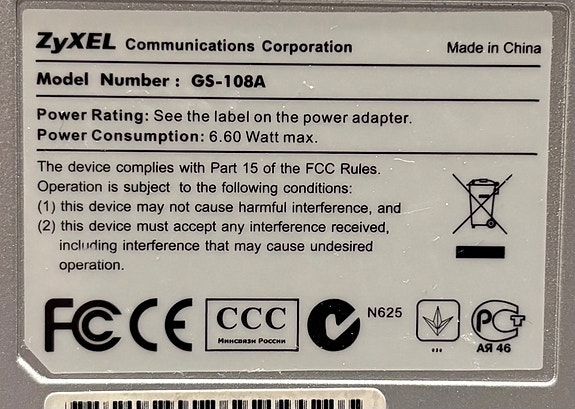 ZyXEL Communications Corporation Made in China
Model Number : GS-108A
Power Rating: See the label on the power adapter.
Power Consumption: 6.60 Watt max.
The device complies with Part 15 of the FCC Rules.
Operation is subject to the following conditions:
(1) this device may not cause harmful interference, and
(2) this device must accept any interference received,
including interference that may cause undesired
operation.
FC CE CCC N625 PCT
Минсвязи России
АЯ 46